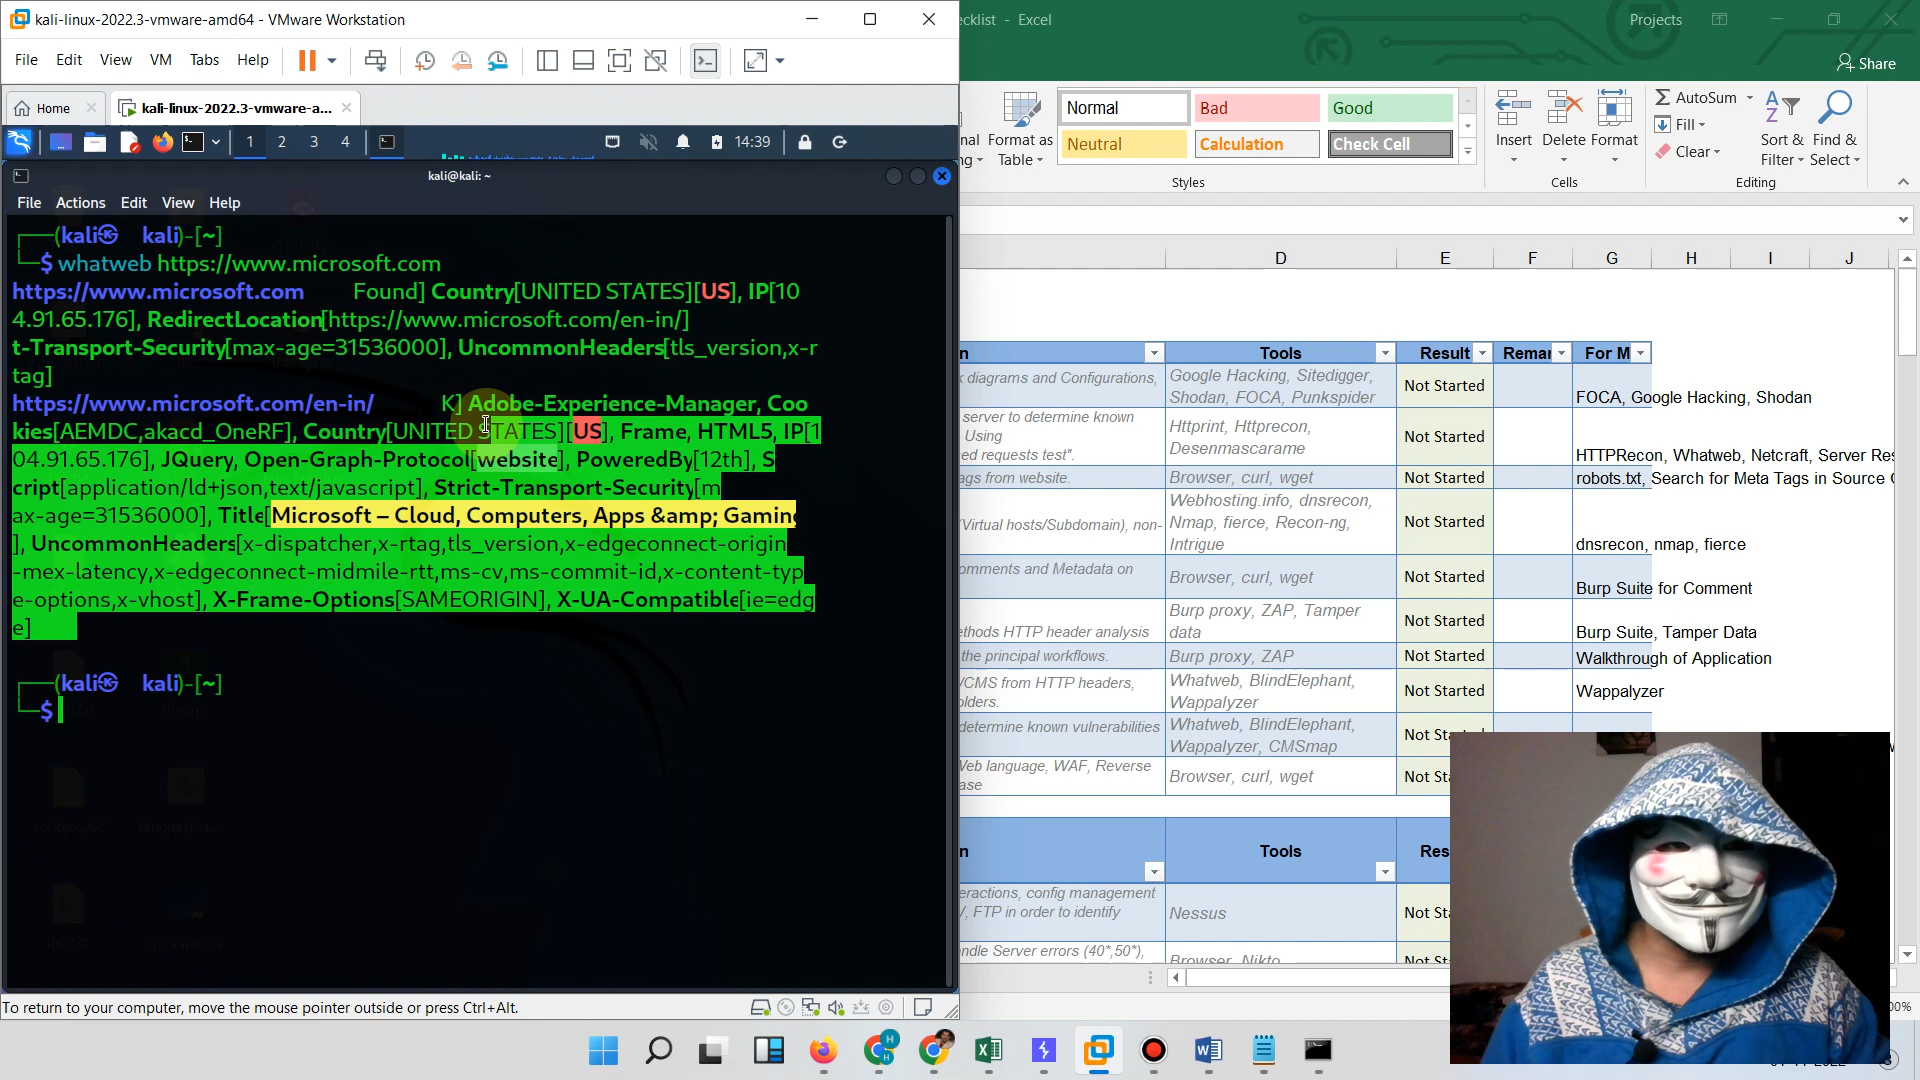 kali-linux-2022.3-vmware-amd64 - VMware Workstation
File Edit View VM Tabs Help
Home
kali-linux-2022.3-vmware-a...
1 2 3 4
14:39
kali@kali: ~
File Actions Edit View Help
(kali㉿ kali)-[~]
$ whatweb https://www.microsoft.com
https://www.microsoft.com Found] Country[UNITED STATES][US], IP[10
4.91.65.176], RedirectLocation[https://www.microsoft.com/en-in/]
t-Transport-Security[max-age=31536000], UncommonHeaders[tls_version,x-r
tag]
https://www.microsoft.com/en-in/ K] Adobe-Experience-Manager, Coo
kies[AEMDC,akacd_OneRF], Country[UNITED STATES][US], Frame, HTML5, IP[1
04.91.65.176], JQuery, Open-Graph-Protocol[website], PoweredBy[12th], S
cript[application/ld+json,text/javascript], Strict-Transport-Security[m
ax-age=31536000], Title[Microsoft – Cloud, Computers, Apps &amp; Gaming
], UncommonHeaders[x-dispatcher,x-rtag,tls_version,x-edgeconnect-origin
-mex-latency,x-edgeconnect-midmile-rtt,ms-cv,ms-commit-id,x-content-typ
e-options,x-vhost], X-Frame-Options[SAMEORIGIN], X-UA-Compatible[ie=edg
e]
(kali㉿ kali)-[~]
$
To return to your computer, move the mouse pointer outside or press Ctrl+Alt.
cklist - Excel
Projects
Share
Format as Table
Normal Bad Good
Neutral Calculation Check Cell
Styles
Insert Delete Format
Cells
AutoSum
Fill
Clear
Sort & Filter
Find & Select
Editing
D E F G H I J
n Tools Result Remar For M
k diagrams and Configurations,
Google Hacking, Sitedigger,
Shodan, FOCA, Punkspider
Not Started
FOCA, Google Hacking, Shodan
server to determine known
Using
ed requests test".
Httprint, Httprecon,
Desenmascarame
Not Started
HTTPRecon, Whatweb, Netcraft, Server Res
ags from website.
Browser, curl, wget
Not Started
robots.txt, Search for Meta Tags in Source
(Virtual hosts/Subdomain), non-
Webhosting.info, dnsrecon,
Nmap, fierce, Recon-ng,
Intrigue
Not Started
dnsrecon, nmap, fierce
omments and Metadata on
Browser, curl, wget
Not Started
Burp Suite for Comment
ethods HTTP header analysis
Burp proxy, ZAP, Tamper
data
Not Started
Burp Suite, Tamper Data
the principal workflows.
Burp proxy, ZAP
Not Started
Walkthrough of Application
/CMS from HTTP headers,
olders.
Whatweb, BlindElephant,
Wappalyzer
Not Started
Wappalyzer
determine known vulnerabilities
Whatweb, BlindElephant,
Wappalyzer, CMSmap
Not Sta
Web language, WAF, Reverse
ase
Browser, curl, wget
Not Sta
n Tools Res
eractions, config management
/, FTP in order to identify
Nessus
Not Sta
ndle Server errors (40*,50*),
Browser, Nikto
Not Sta
00%